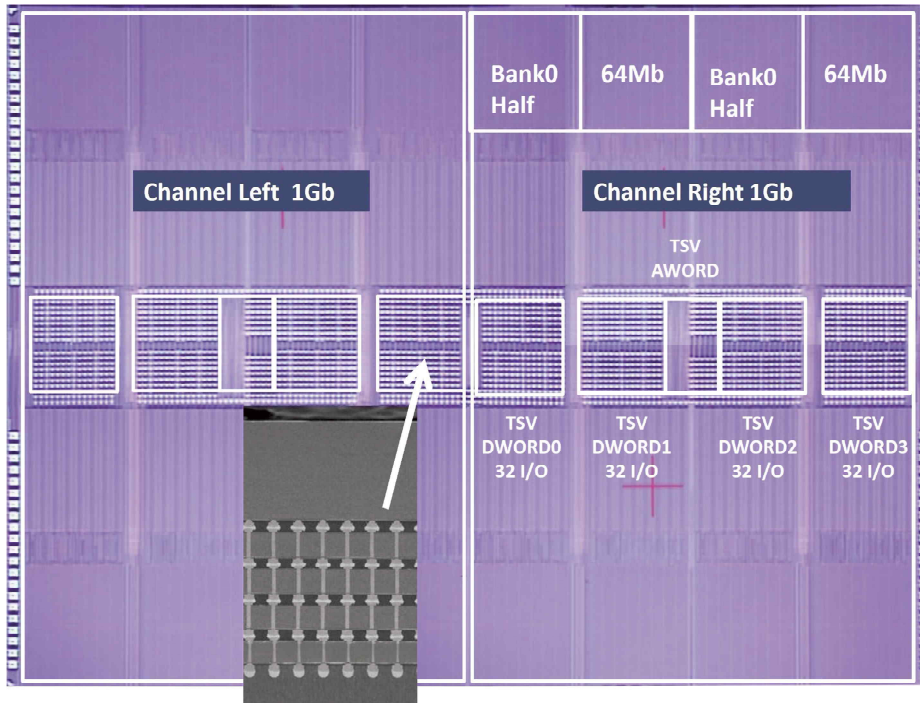 Bank0
Half
64Mb
Bank0
Half
64Mb
Channel Left 1Gb
Channel Right 1Gb
TSV
AWORD
TSV
DWORD0
32 I/O
TSV
DWORD1
32 I/O
TSV
DWORD2
32 I/O
TSV
DWORD3
32 I/O